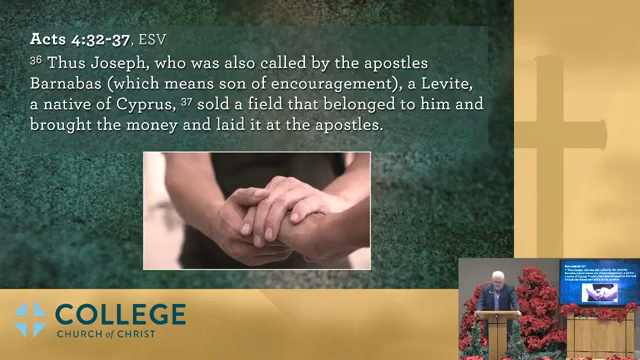 Acts 4:32-37, ESV
36 Thus Joseph, who was also called by the apostles
Barnabas (which means son of encouragement), a Levite,
a native of Cyprus, 37 sold a field that belonged to him and
brought the money and laid it at the apostles.
COLLEGE
CHURCH of CHRIST